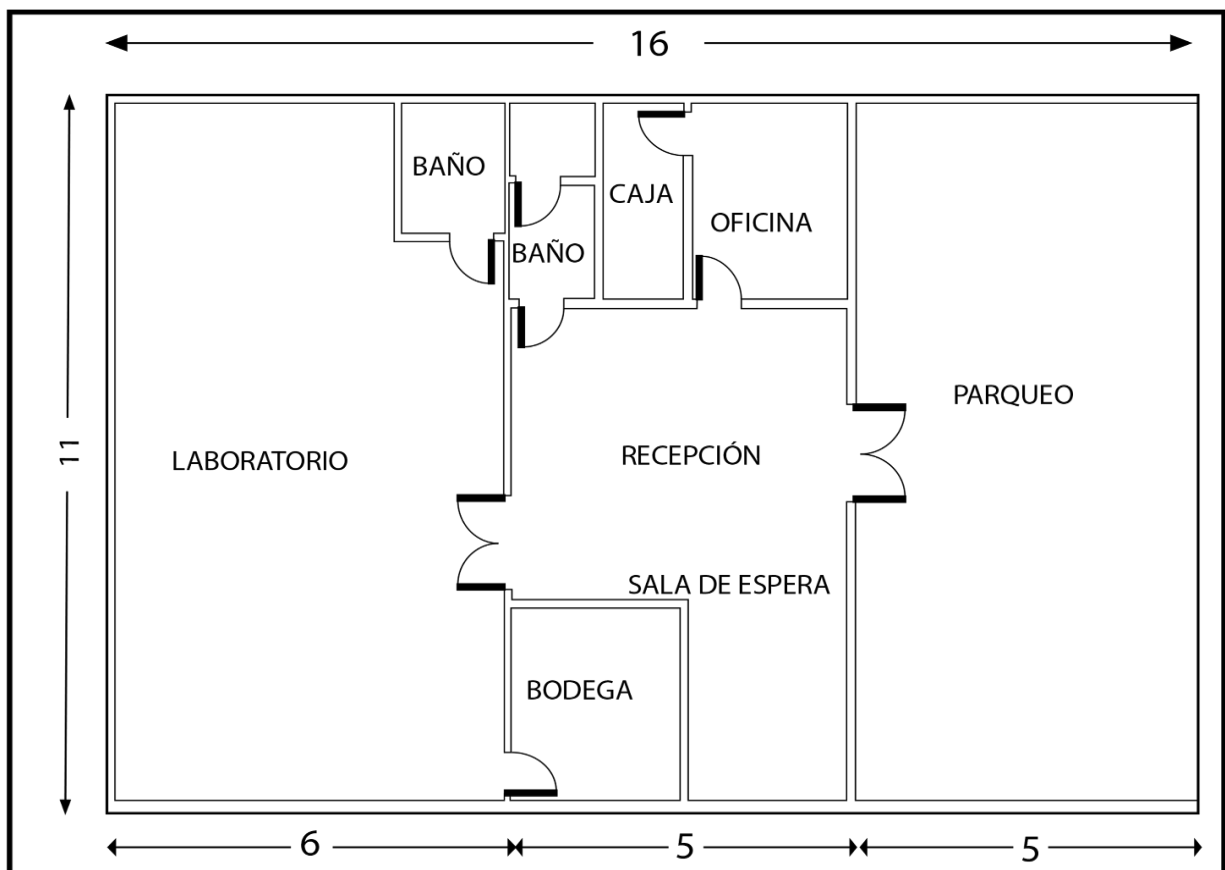 16
BAÑO
CAJA
OFICINA
BAÑO
PARQUEO
11
LABORATORIO
RECEPCIÓN
SALA DE ESPERA
BODEGA
6
5
5